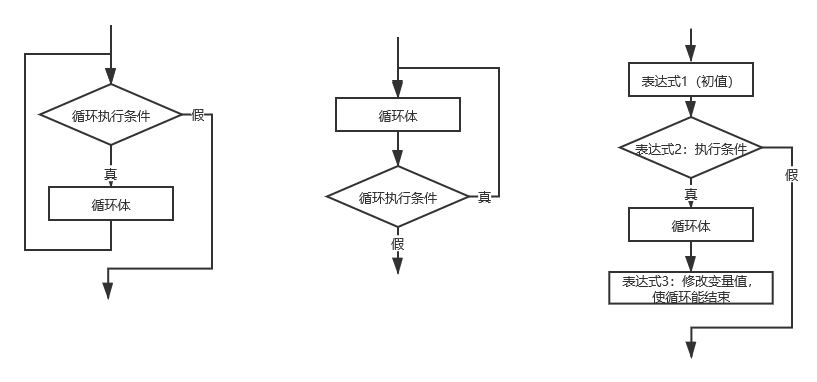 循环执行条件
假
真
循环体
循环体
循环执行条件
真
假
表达式1（初值）
表达式2：执行条件
假
真
循环体
表达式3：修改变量值，
使循环能结束